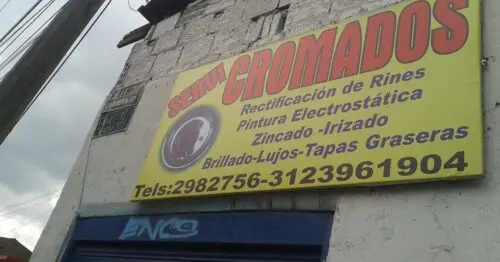 SERVI CROMADOS
Rectificación de Rines
Pintura Electrostática
Zincado -Irizado
Brillado-Lujos-Tapas Graseras
Tels:2982756-3123961904